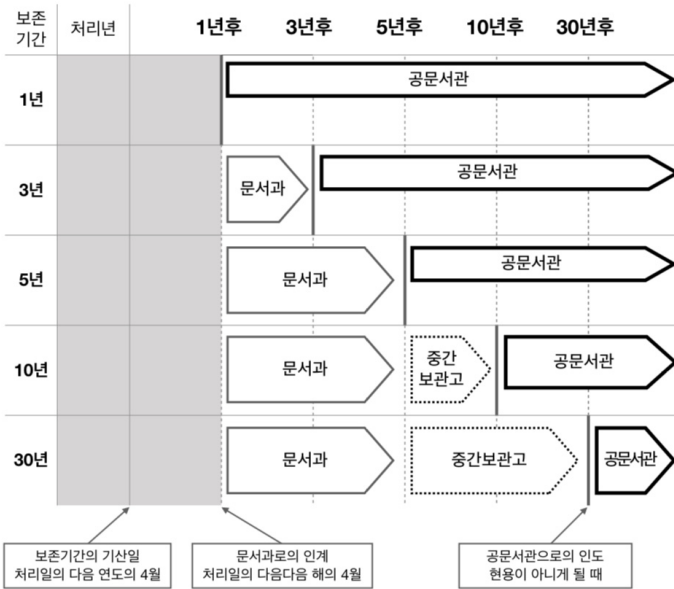 보존
기간
처리년
1년후
3년후
5년후
10년후
30년후
1년
공문서관
3년
문서과
공문서관
5년
문서과
공문서관
10년
문서과
중간
보관고
공문서관
30년
문서과
중간보관고
공문서관
보존기간의 기산일
처리일의 다음 연도의 4월
문서과로의 인계
처리일의 다음다음 해의 4월
공문서관으로의 인도
현용이 아니게 될 때